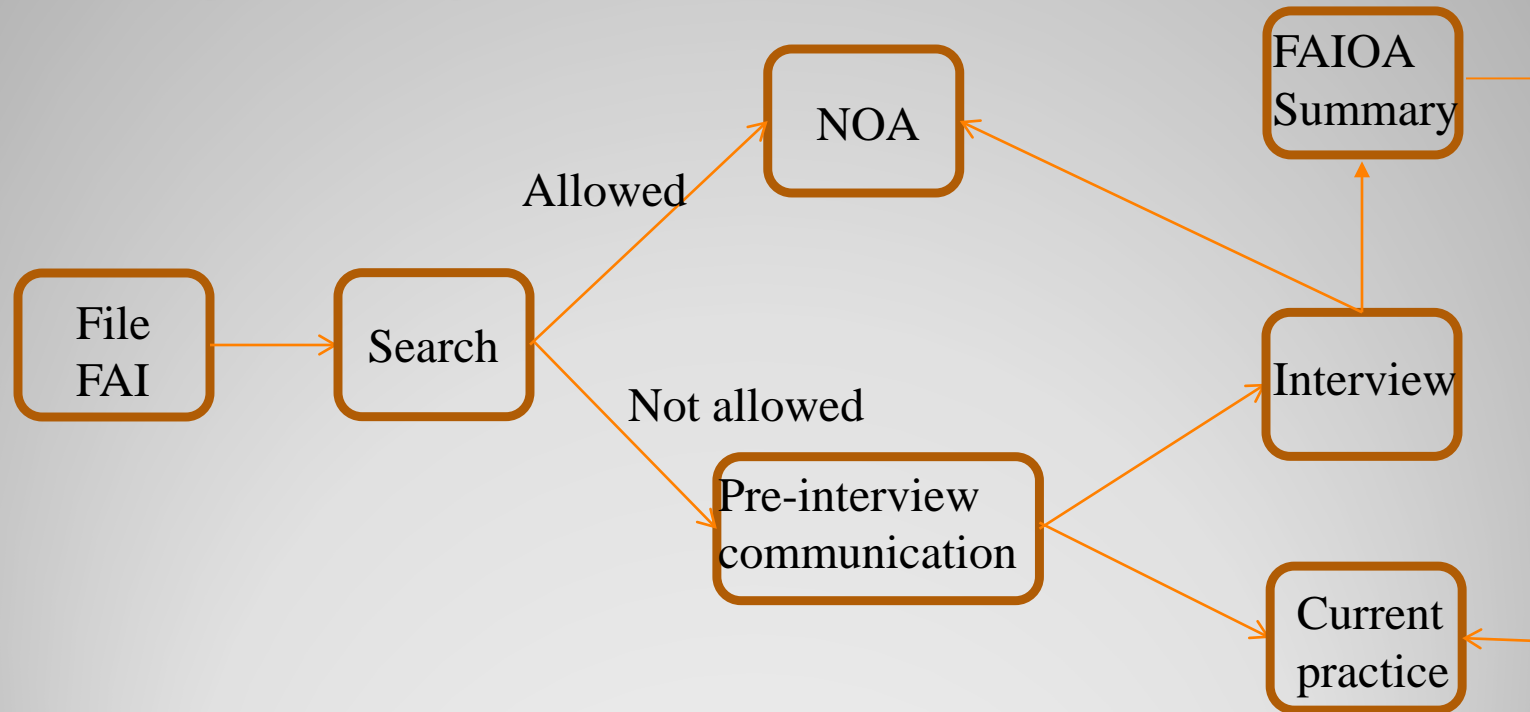 File
FAI
Search
Allowed
Not allowed
NOA
Pre-interview
communication
FAIOA
Summary
Interview
Current
practice